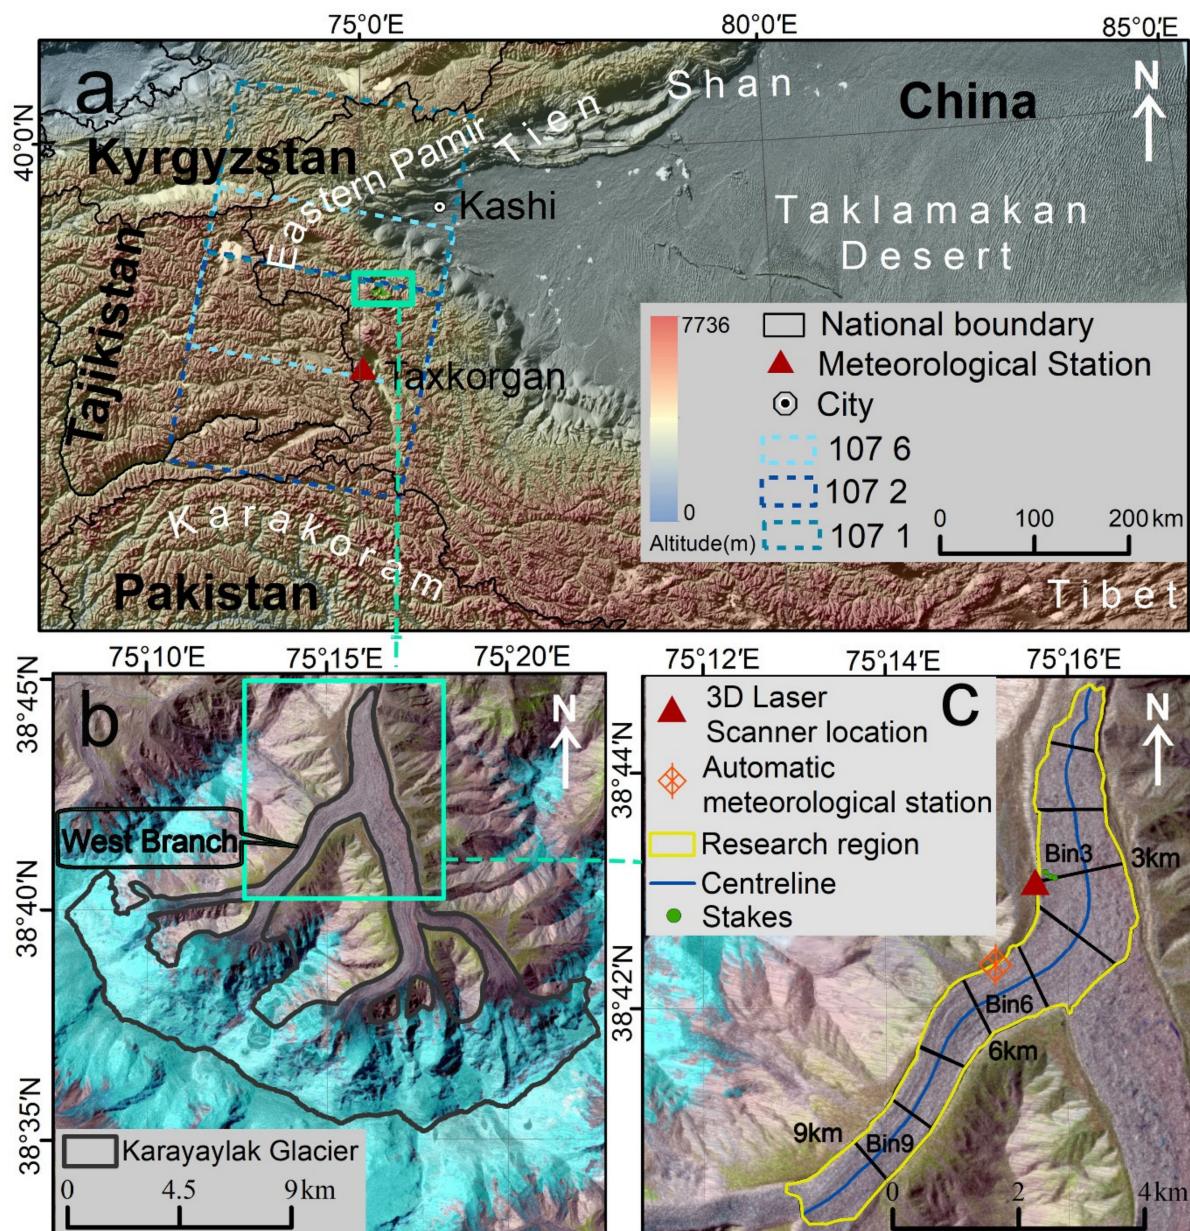 75°0′E
80°0′E
85°0′E
40°0′N
a
Kyrgyzstan
Tajikistan
Pakistan
China
Eastern Pamir
Tien Shan
Kashi
Taklamakan
Desert
Taxkorgan
Karakoram
Tibet
N
7736
0
Altitude(m)
National boundary
Meteorological Station
City
107 6
107 2
107 1
0 100 200 km
75°10′E
75°15′E
75°20′E
38°45′N
38°40′N
38°35′N
b
N
West Branch
Karayaylak Glacier
0 4.5 9 km
75°12′E
75°14′E
75°16′E
38°44′N
38°42′N
c
N
3D Laser
Scanner location
Automatic
meteorological station
Research region
Centreline
Stakes
Bin3
3km
Bin6
6km
9km
Bin9
0 2 4 km